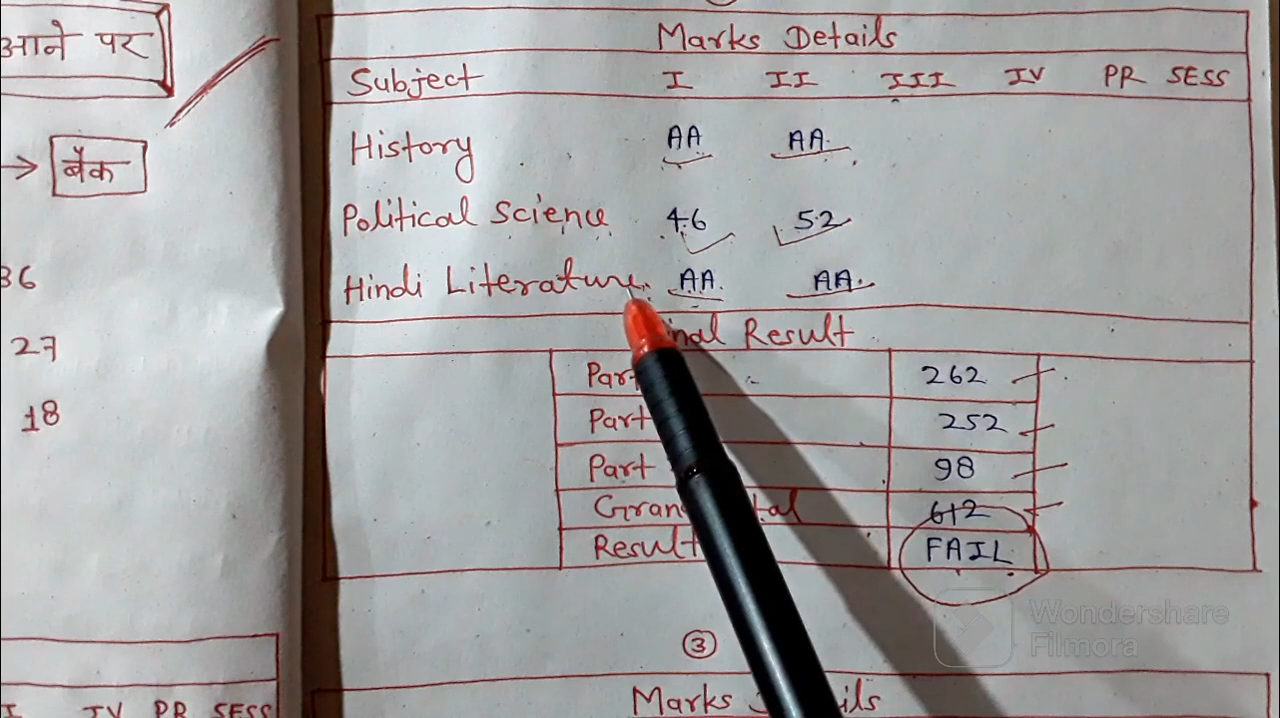 आने पर
→ बैंक
36
27
18
I IV PR SESS
Marks Details
Subject I II III IV PR SESS
History AA AA
Political Science 46 52
Hindi Literature AA AA
Result
Part 262
Part 252
Part 98
612
Result FAIL
3
Marks
Wondershare
Filmora